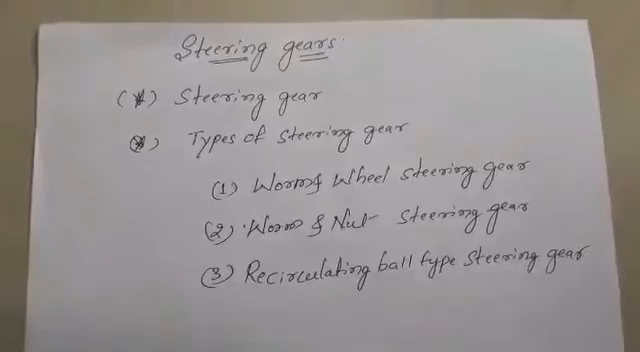 Steering gears.
(*) Steering gear
(*) Types of steering gear
(1) Worm & Wheel steering gear
(2) Worm & Nut steering gear
(3) Recirculating ball type steering gear